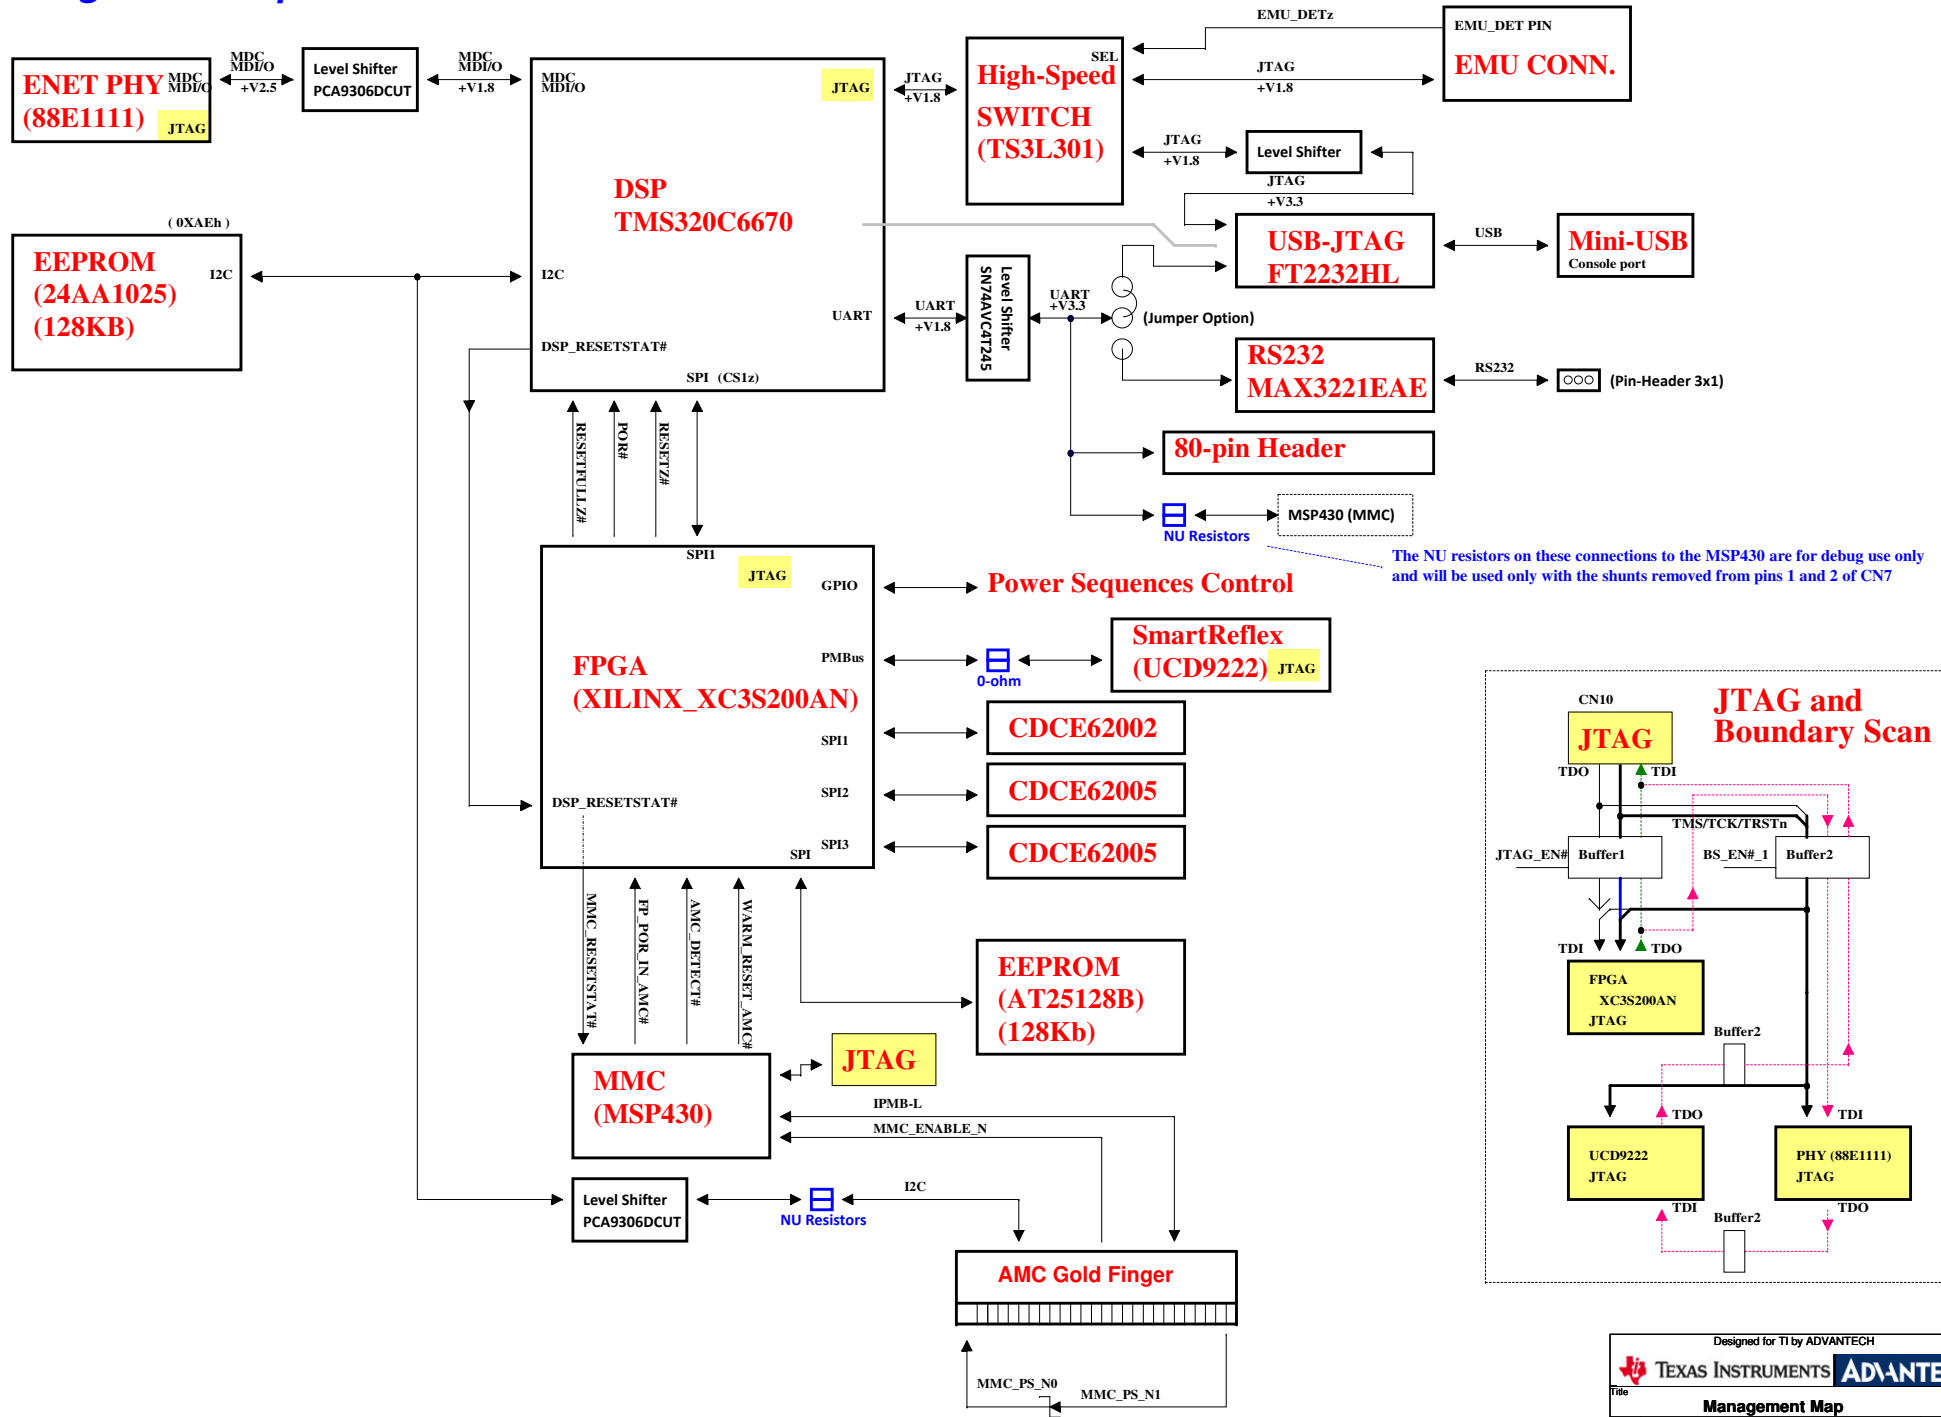 ENET PHY
(88E1111)
MDC
MDI/O
JTAG
MDC
MDI/O
+V2.5
Level Shifter
PCA9306DCUT
MDC
MDI/O
+V1.8
MDC
MDI/O
JTAG
DSP
TMS320C6670
I2C
UART
DSP_RESETSTAT#
SPI (CS1z)
JTAG
+V1.8
SEL
High-Speed
SWITCH
(TS3L301)
EMU_DETz
JTAG
+V1.8
EMU_DET PIN
EMU CONN.
JTAG
+V1.8
Level Shifter
JTAG
+V3.3
USB-JTAG
FT2232HL
USB
Mini-USB
Console port
( 0XAEh )
EEPROM
(24AA1025)
(128KB)
I2C
UART
+V1.8
Level Shifter
SN74AVC4T245
UART
+V3.3
(Jumper Option)
RS232
MAX3221EAE
RS232
(Pin-Header 3x1)
80-pin Header
NU Resistors
MSP430 (MMC)
The NU resistors on these connections to the MSP430 are for debug use only
and will be used only with the shunts removed from pins 1 and 2 of CN7
RESETFULLZ#
POR#
RESETZ#
SPI1
JTAG
GPIO
Power Sequences Control
FPGA
(XILINX_XC3S200AN)
PMBus
0-ohm
SmartReflex
(UCD9222)
JTAG
SPI1
CDCE62002
SPI2
CDCE62005
SPI3
CDCE62005
DSP_RESETSTAT#
SPI
MMC_RESETSTAT#
FP_POR_IN_AMC#
AMC_DETECT#
WARM_RESET_AMC#
EEPROM
(AT25128B)
(128Kb)
MMC
(MSP430)
JTAG
IPMB-L
MMC_ENABLE_N
Level Shifter
PCA9306DCUT
NU Resistors
I2C
AMC Gold Finger
MMC_PS_N0
MMC_PS_N1
JTAG and
Boundary Scan
CN10
JTAG
TDO
TDI
TMS/TCK/TRSTn
JTAG_EN#
Buffer1
BS_EN#_1
Buffer2
TDI
TDO
FPGA
XC3S200AN
JTAG
Buffer2
TDO
TDI
UCD9222
JTAG
PHY (88E1111)
JTAG
TDI
TDO
Buffer2
Designed for TI by ADVANTECH
TEXAS INSTRUMENTS
ADVANTE
Title
Management Map